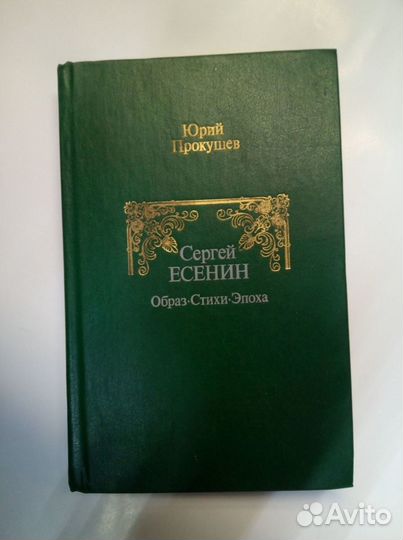 Юрий
Прокушев
Сергей
ЕСЕНИН
Образ·Стихи·Эпоха
Avito